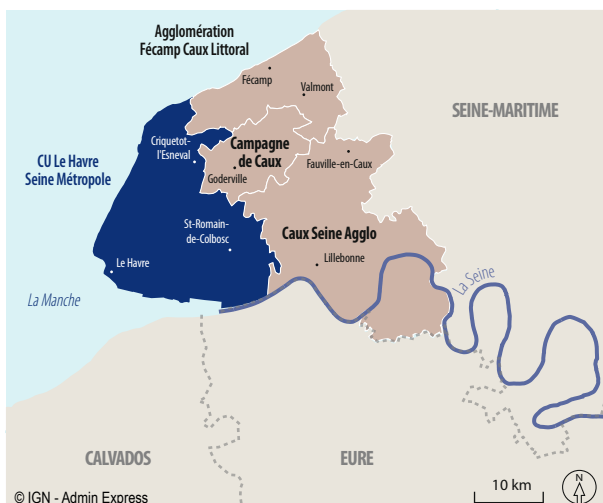 Agglomération
Fécamp Caux Littoral
Fécamp
Valmont
SEINE-MARITIME
Criquetot-
l'Esneval
Campagne
de Caux
CU Le Havre
Seine Métropole
Fauville-en-Caux
Goderville
St-Romain-
de-Colbosc
Caux Seine Agglo
Le Havre
Lillebonne
La Seine
La Manche
CALVADOS
EURE
10 km
N
© IGN - Admin Express